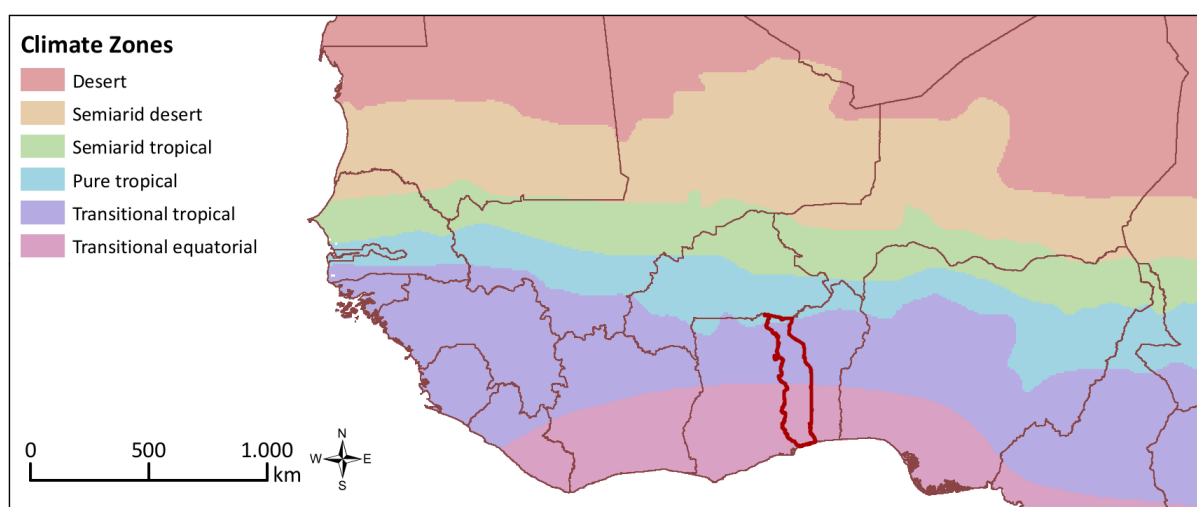 Climate Zones
Desert
Semiarid desert
Semiarid tropical
Pure tropical
Transitional tropical
Transitional equatorial
0 500 1.000
km
N
W E
S